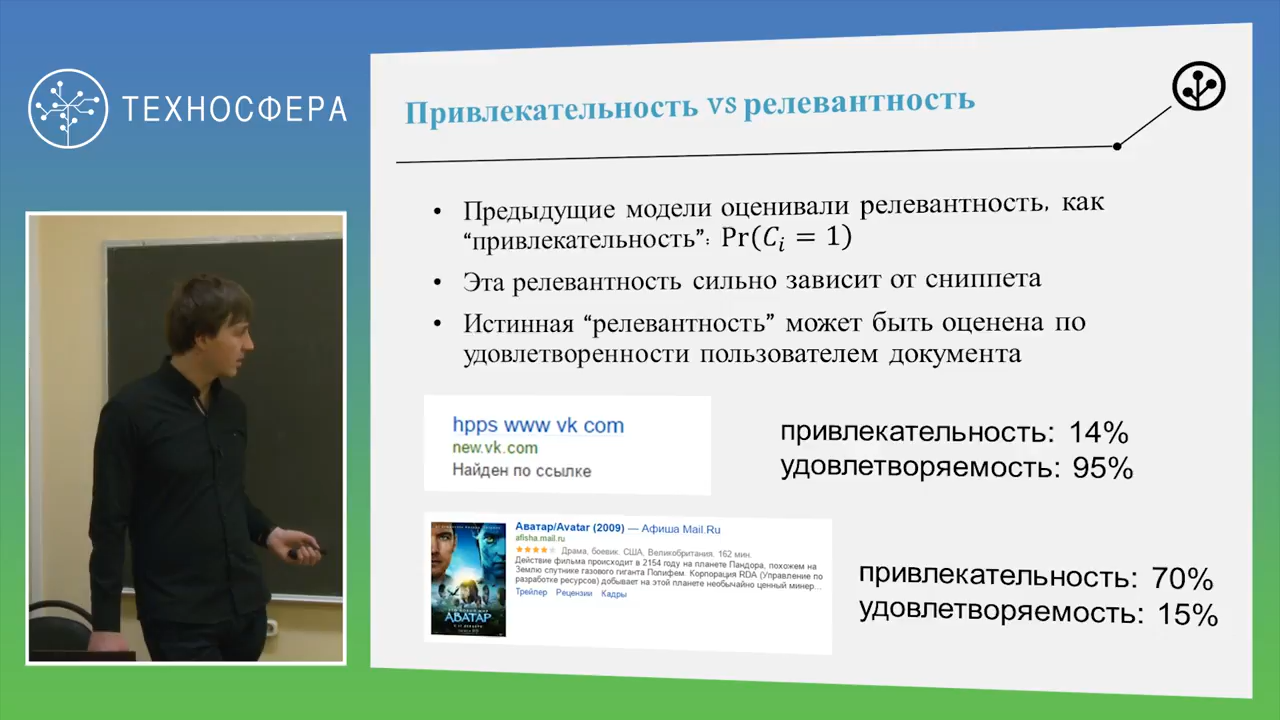 ТЕХНОСФЕРА
Привлекательность vs релевантность
• Предыдущие модели оценивали релевантность, как
“привлекательность”: Pr(Cᵢ = 1)
• Эта релевантность сильно зависит от сниппета
• Истинная “релевантность” может быть оценена по
удовлетворенности пользователем документа
hpps www vk com
new.vk.com
Найден по ссылке
привлекательность: 14%
удовлетворяемость: 95%
Аватар/Avatar (2009) — Афиша Mail.Ru
afisha.mail.ru
Драма, боевик. США, Великобритания. 162 мин.
Действие фильма происходит в 2154 году на планете Пандора, похожем на
Землю спутнике газового гиганта Полифем. Корпорация RDA (Управление по
разработке ресурсов) добывает на этой планете необычайно ценный минер...
Трейлер Рецензии Кадры
АВАТАР
привлекательность: 70%
удовлетворяемость: 15%